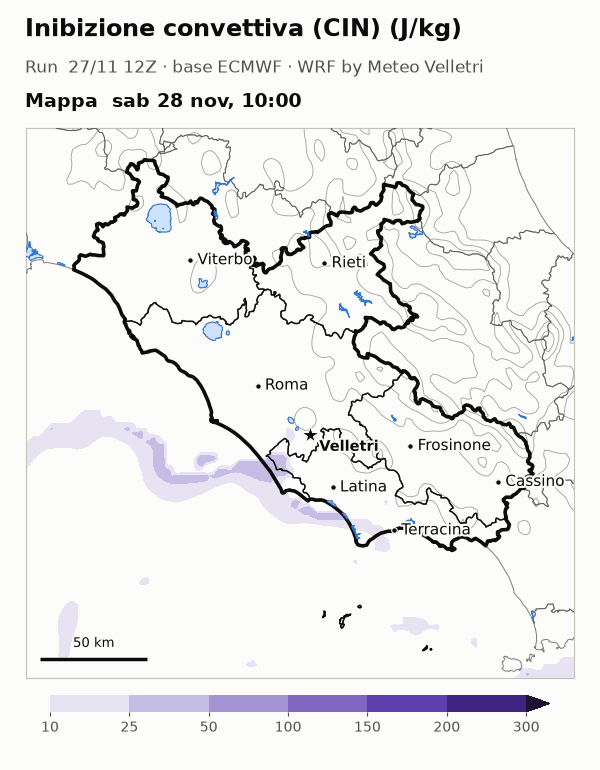 Inibizione convettiva (CIN) (J/kg)
Run 27/11 12Z · base ECMWF · WRF by Meteo Velletri
Mappa sab 28 nov, 10:00
Viterbo
Rieti
Roma
Velletri
Frosinone
Cassino
Latina
Terracina
50 km
10 25 50 100 150 200 300